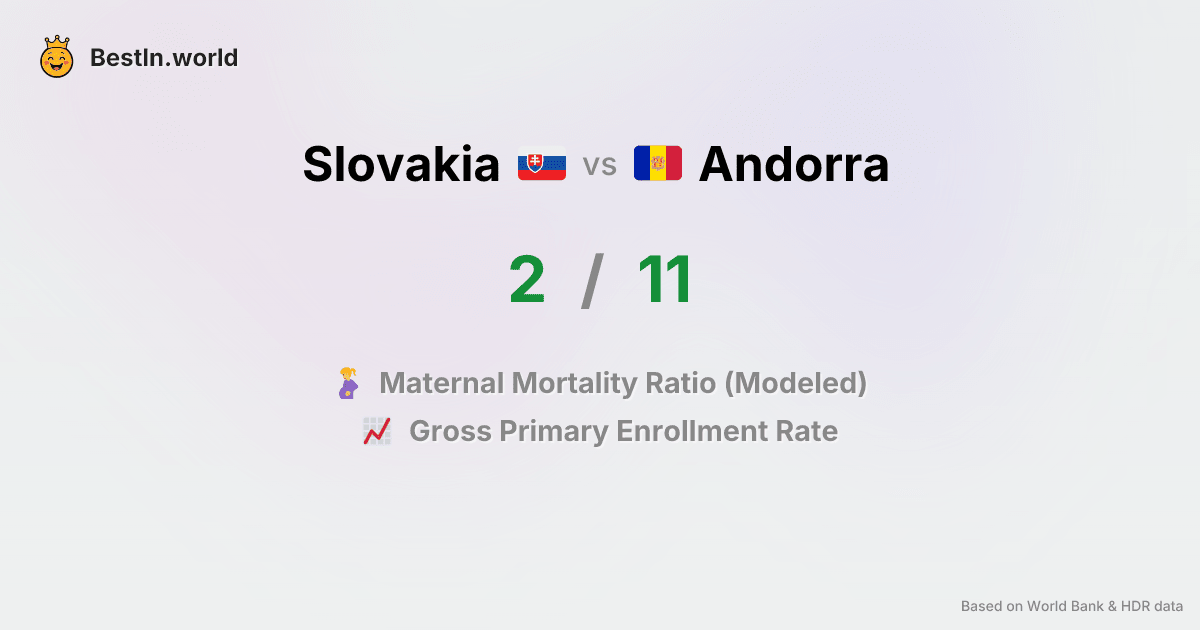 BestIn.world
Slovakia vs Andorra
2 / 11
Maternal Mortality Ratio (Modeled)
Gross Primary Enrollment Rate
Based on World Bank & HDR data